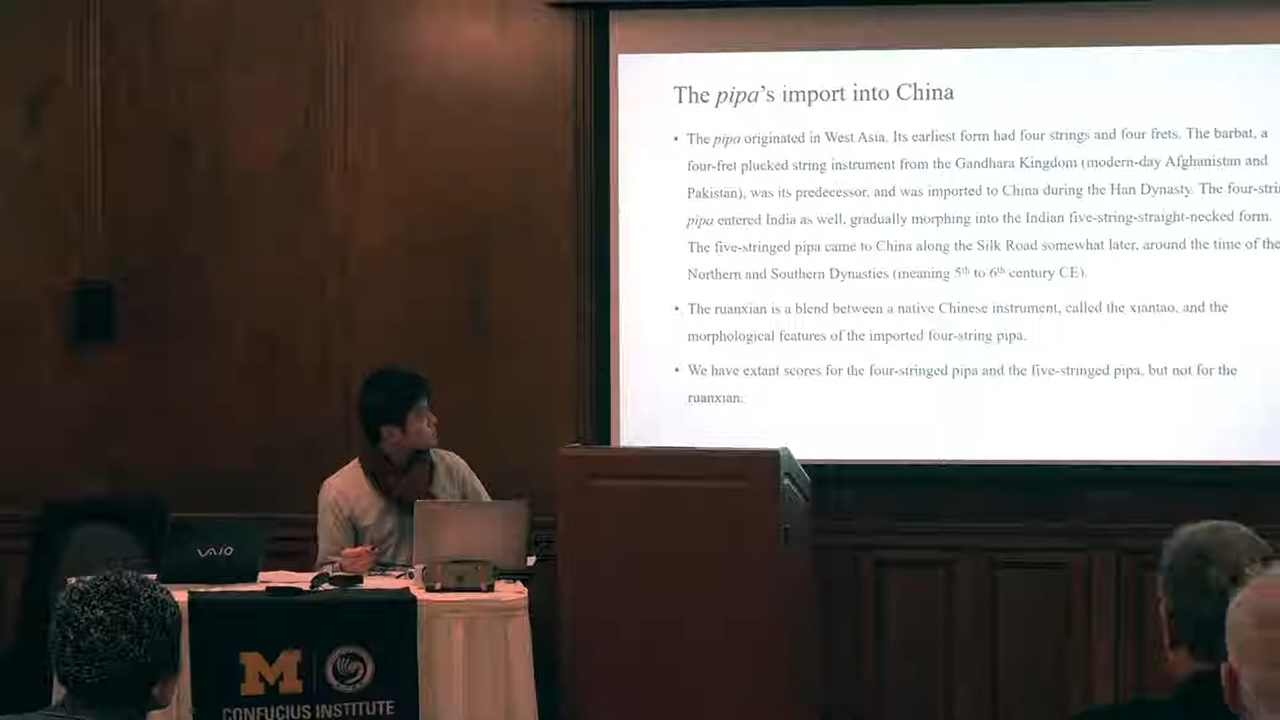 The pipa's import into China
• The pipa originated in West Asia. Its earliest form had four strings and four frets. The barbat, a
four-fret plucked string instrument from the Gandhara Kingdom (modern-day Afghanistan and
Pakistan), was its predecessor, and was imported to China during the Han Dynasty. The four-stri
pipa entered India as well, gradually morphing into the Indian five-string-straight-necked form.
The five-stringed pipa came to China along the Silk Road somewhat later, around the time of the
Northern and Southern Dynasties (meaning 5th to 6th century CE).
• The ruanxian is a blend between a native Chinese instrument, called the xiantao, and the
morphological features of the imported four-string pipa.
• We have extant scores for the four-stringed pipa and the five-stringed pipa, but not for the
ruanxian.
VAIO
M
CONFUCIUS INSTITUTE